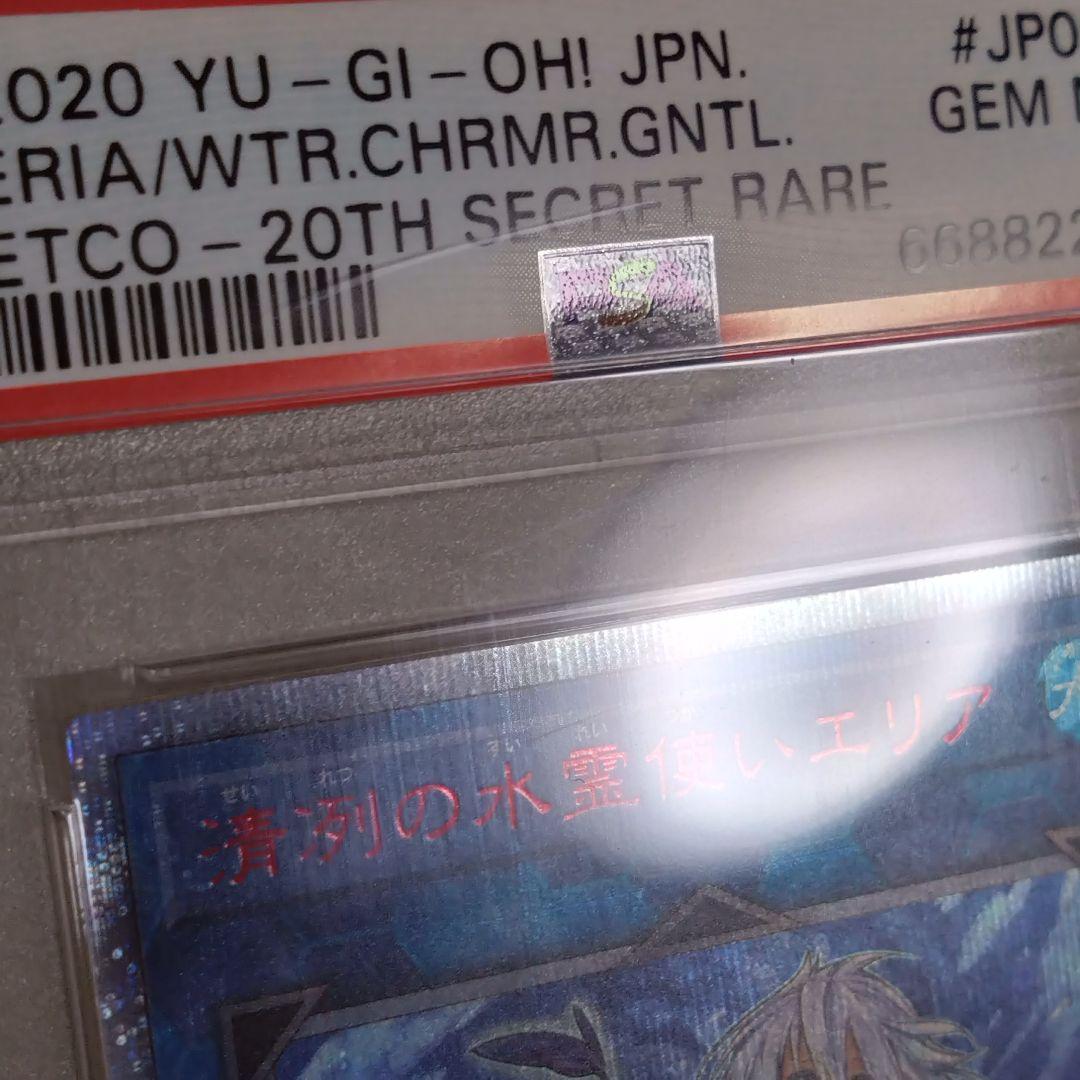 2020 YU-GI-OH! JPN. #JP0
ERIA/WTR.CHRMR.GNTL. GEM
ETCO-20TH SECRET RARE
668822
せい れつ すい れい つか
清冽の水霊使いエリア